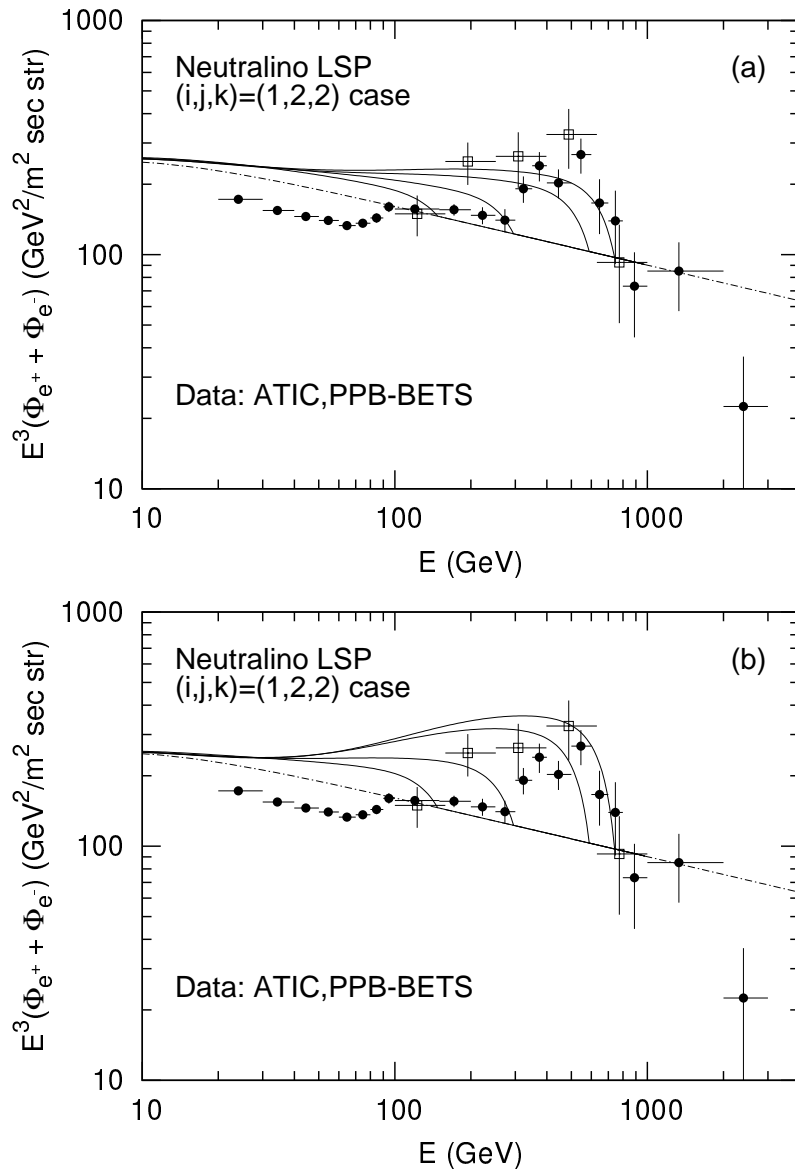 1000
100
10
10
100
1000
E³(Φe⁺ + Φe⁻) (GeV²/m² sec str)
E (GeV)
Neutralino LSP
(i,j,k)=(1,2,2) case
(a)
Data: ATIC,PPB-BETS
1000
100
10
10
100
1000
E³(Φe⁺ + Φe⁻) (GeV²/m² sec str)
E (GeV)
Neutralino LSP
(i,j,k)=(1,2,2) case
(b)
Data: ATIC,PPB-BETS